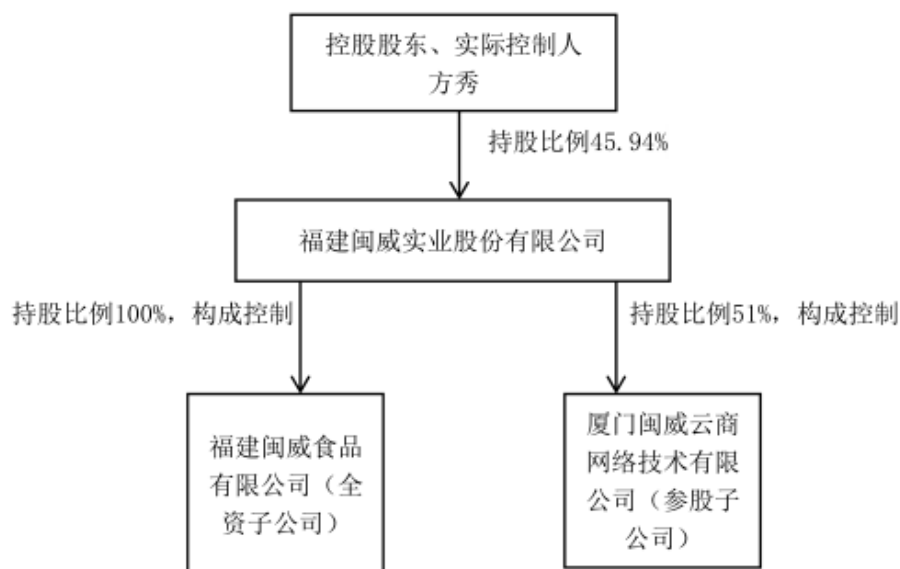 控股股东、实际控制人
方秀
持股比例45.94%
福建闽威实业股份有限公司
持股比例100%，构成控制
持股比例51%，构成控制
福建闽威食品
有限公司（全
资子公司）
厦门闽威云商
网络技术有限
公司（参股子
公司）